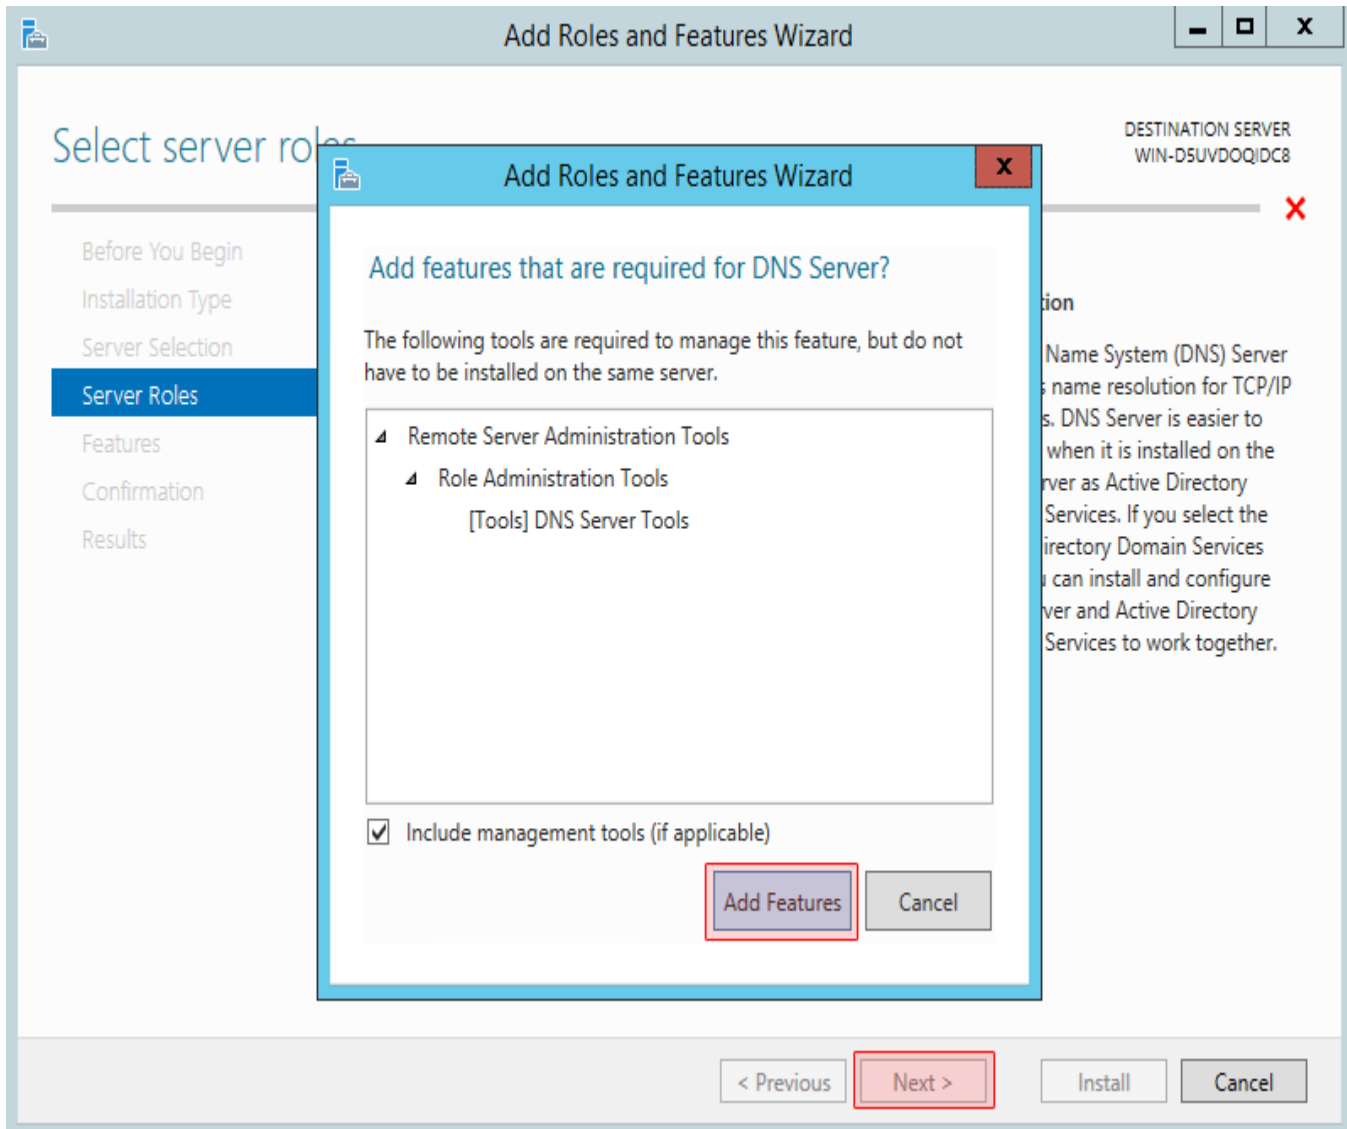 Add Roles and Features Wizard
X
Select server roles
DESTINATION SERVER
WIN-D5UVDOQIDC8
Before You Begin
Installation Type
Server Selection
Server Roles
Features
Confirmation
Results
Add Roles and Features Wizard
X
Add features that are required for DNS Server?
The following tools are required to manage this feature, but do not
have to be installed on the same server.
Remote Server Administration Tools
Role Administration Tools
[Tools] DNS Server Tools
Include management tools (if applicable)
Add Features
Cancel
tion
Name System (DNS) Server
s name resolution for TCP/IP
s. DNS Server is easier to
when it is installed on the
rver as Active Directory
Services. If you select the
irectory Domain Services
u can install and configure
ver and Active Directory
Services to work together.
< Previous
Next >
Install
Cancel